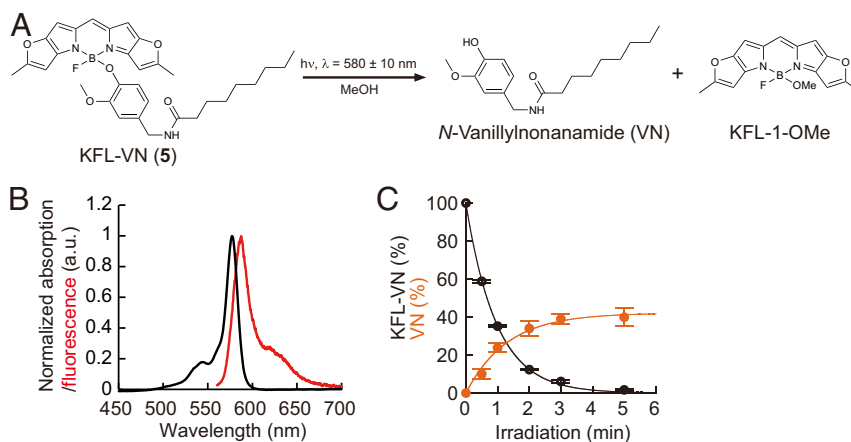 A
F
B
N
N
O
O
O
O
O
NH
KFL-VN (5)
hν, λ = 580 ± 10 nm
MeOH
HO
O
O
NH
N-Vanillylnonanamide (VN)
+
O
O
N
N
B
F
OMe
KFL-1-OMe
B
Normalized absorption
/fluorescence (a.u.)
1.2
1
0.8
0.6
0.4
0.2
0
450 500 550 600 650 700
Wavelength (nm)
C
KFL-VN (%)
VN (%)
100
80
60
40
20
0
0 1 2 3 4 5 6
Irradiation (min)